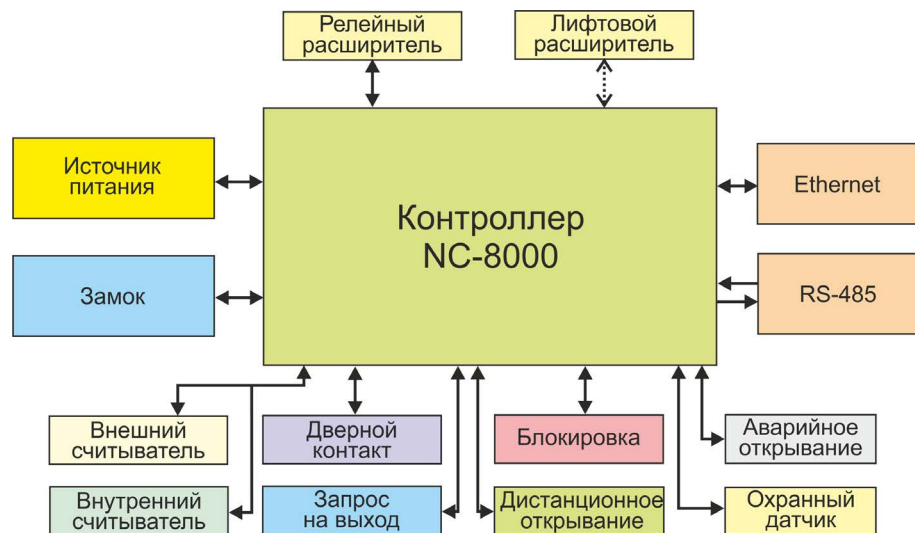 Релейный
расширитель
Лифтовой
расширитель
Источник
питания
Контроллер
NC-8000
Ethernet
Замок
RS-485
Внешний
считыватель
Дверной
контакт
Блокировка
Аварийное
открывание
Внутренний
считыватель
Запрос
на выход
Дистанционное
открывание
Охранный
датчик